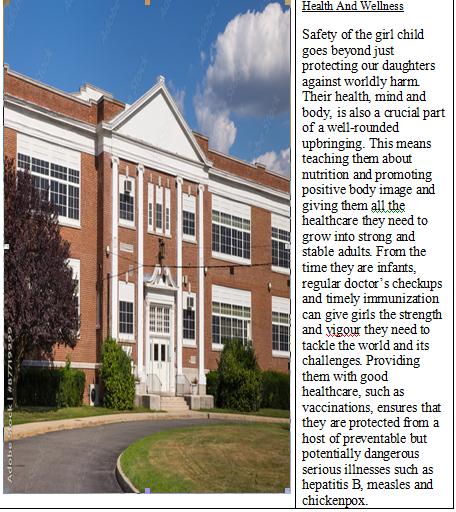 Health And Wellness
Safety of the girl child
goes beyond just
protecting our daughters
against worldly harm.
Their health, mind and
body, is also a crucial part
of a well-rounded
upbringing. This means
teaching them about
nutrition and promoting
positive body image and
giving them all the
healthcare they need to
grow into strong and
stable adults. From the
time they are infants,
regular doctor's checkups
and timely immunization
can give girls the strength
and vigour they need to
tackle the world and its
challenges. Providing
them with good
healthcare, such as
vaccinations, ensures that
they are protected from a
host of preventable but
potentially dangerous
serious illnesses such as
hepatitis B, measles and
chickenpox.
Adobe Stock | #87719999